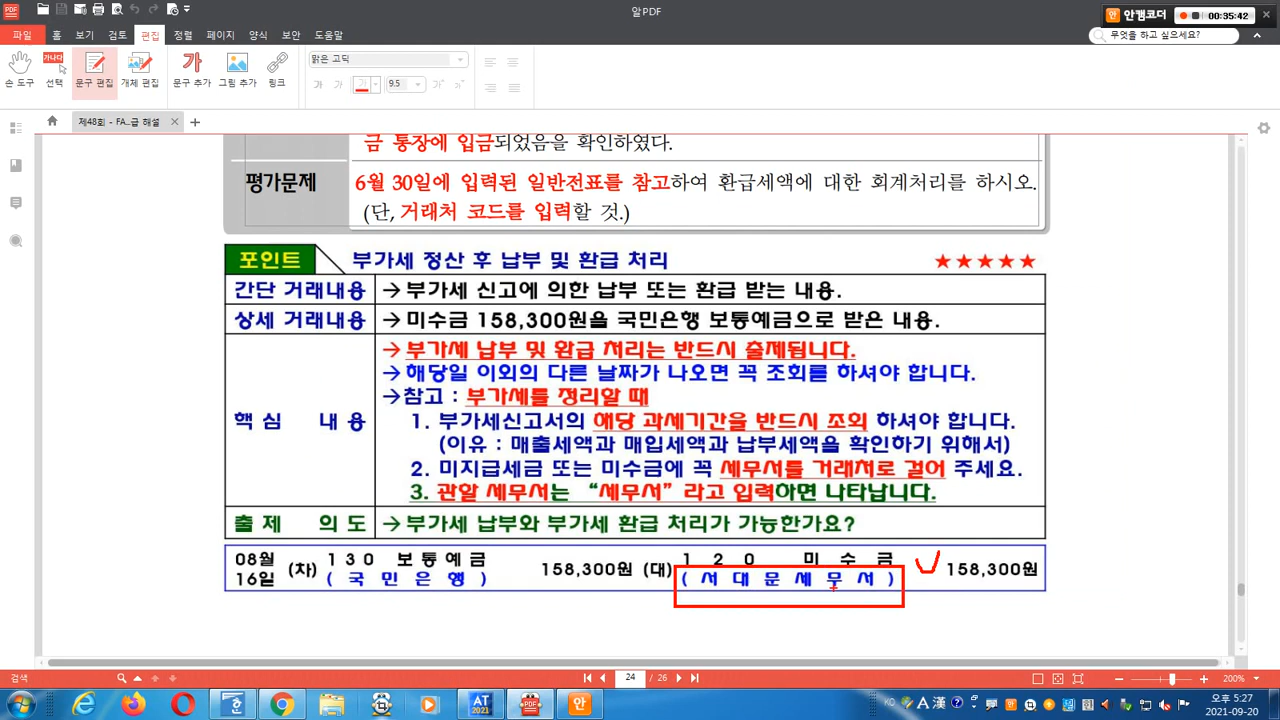 알PDF
안캠코더 00:35:42
파일 홈 보기 검토 편집 정렬 페이지 양식 보안 도움말
무엇을 하고 싶으세요?
가나다 가
맑은 고딕
가 가 가 9.5 가 가
손 도구 선택 문구 편집 개체 편집 문구 추가 그림 추가 링크
제48회 - FA...급 해설
금 통장에 입금되었음을 확인하였다.
평가문제
6월 30일에 입력된 일반전표를 참고하여 환급세액에 대한 회계처리를 하시오.
(단, 거래처 코드를 입력할 것.)
포인트 부가세 정산 후 납부 및 환급 처리 ★★★★★
간단 거래내용 →부가세 신고에 의한 납부 또는 환급 받는 내용.
상세 거래내용 →미수금 158,300원을 국민은행 보통예금으로 받은 내용.
핵심 내용
→부가세 납부 및 환급 처리는 반드시 출제됩니다.
→해당일 이외의 다른 날짜가 나오면 꼭 조회를 하셔야 합니다.
→참고 : 부가세를 정리할 때
1. 부가세신고서의 해당 과세기간을 반드시 조회 하셔야 합니다.
(이유 : 매출세액과 매입세액과 납부세액을 확인하기 위해서)
2. 미지급세금 또는 미수금에 꼭 세무서를 거래처로 걸어 주세요.
3. 관할 세무서는 “세무서”라고 입력하면 나타납니다.
출제 의도 →부가세 납부와 부가세 환급 처리가 가능한가요?
08월 16일 (차) 130 보통예금 (국민은행) 158,300원 (대) 120 미수금 (서대문세무서) 158,300원
검색 24 / 26 200%
AT 2021 안 A 漢 오후 5:27
2021-09-20